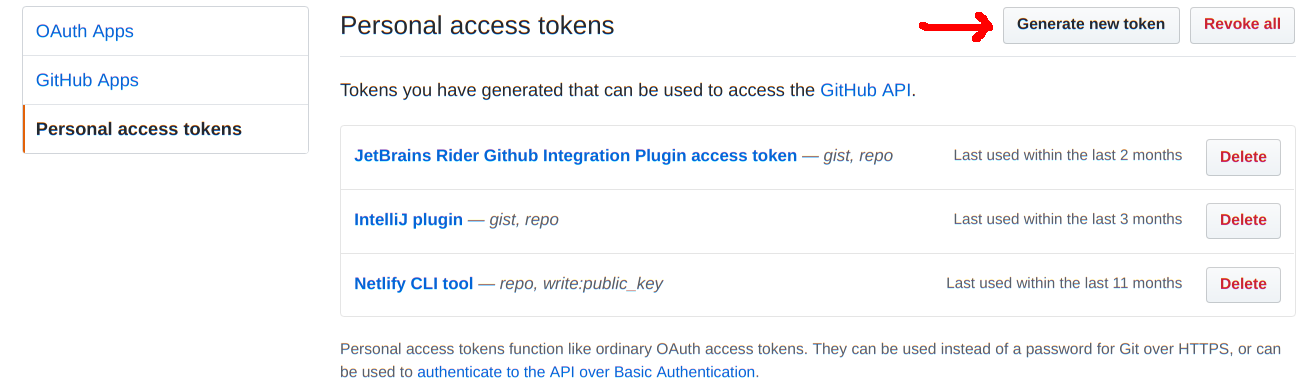 OAuth Apps
GitHub Apps
Personal access tokens
Personal access tokens
Generate new token
Revoke all
Tokens you have generated that can be used to access the GitHub API.
JetBrains Rider Github Integration Plugin access token — gist, repo
Last used within the last 2 months
Delete
IntelliJ plugin — gist, repo
Last used within the last 3 months
Delete
Netlify CLI tool — repo, write:public_key
Last used within the last 11 months
Delete
Personal access tokens function like ordinary OAuth access tokens. They can be used instead of a password for Git over HTTPS, or can
be used to authenticate to the API over Basic Authentication.